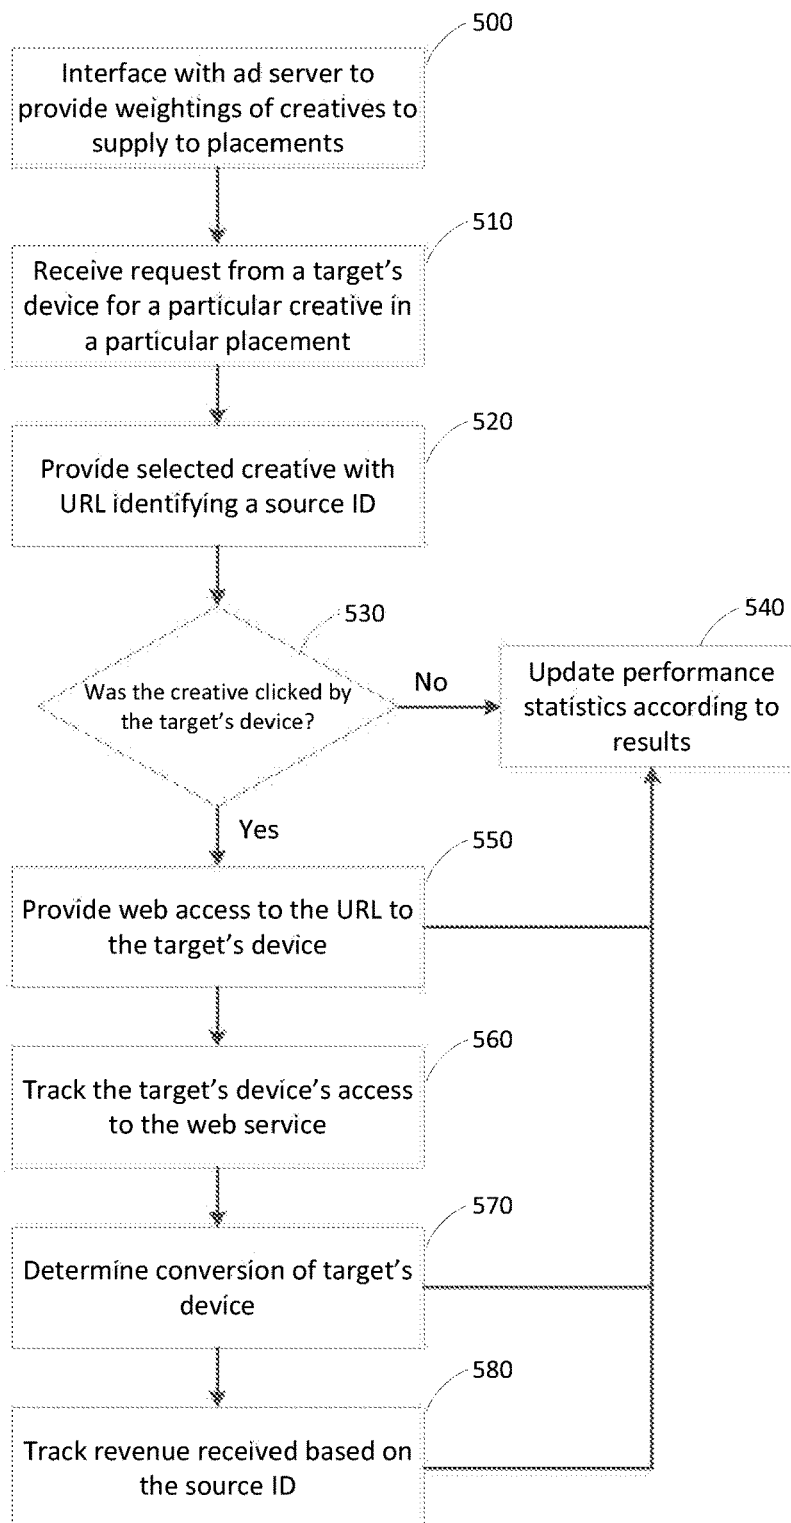 500
Interface with ad server to
provide weightings of creatives to
supply to placements
510
Receive request from a target's
device for a particular creative in
a particular placement
520
Provide selected creative with
URL identifying a source ID
530
Was the creative clicked by
the target's device?
No
540
Update performance
statistics according to
results
Yes
550
Provide web access to the URL to
the target's device
560
Track the target's device's access
to the web service
570
Determine conversion of target's
device
580
Track revenue received based on
the source ID